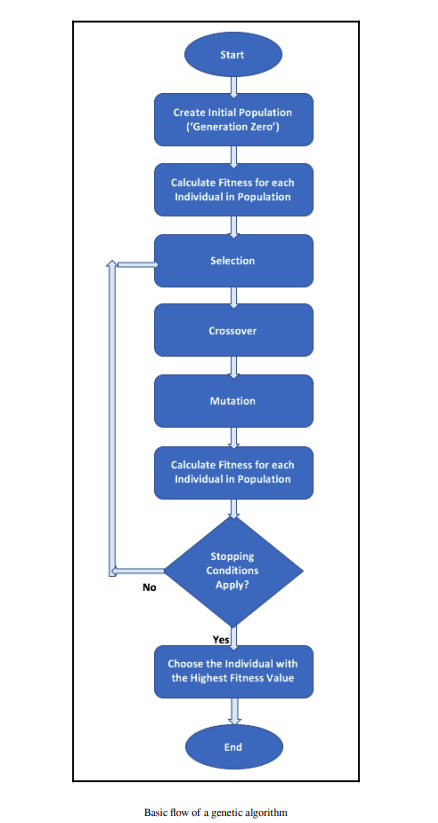 Start
Create Initial Population
(‘Generation Zero’)
Calculate Fitness for each
Individual in Population
Selection
Crossover
Mutation
Calculate Fitness for each
Individual in Population
Stopping
Conditions
Apply?
No
Yes
Choose the Individual with
the Highest Fitness Value
End
Basic flow of a genetic algorithm